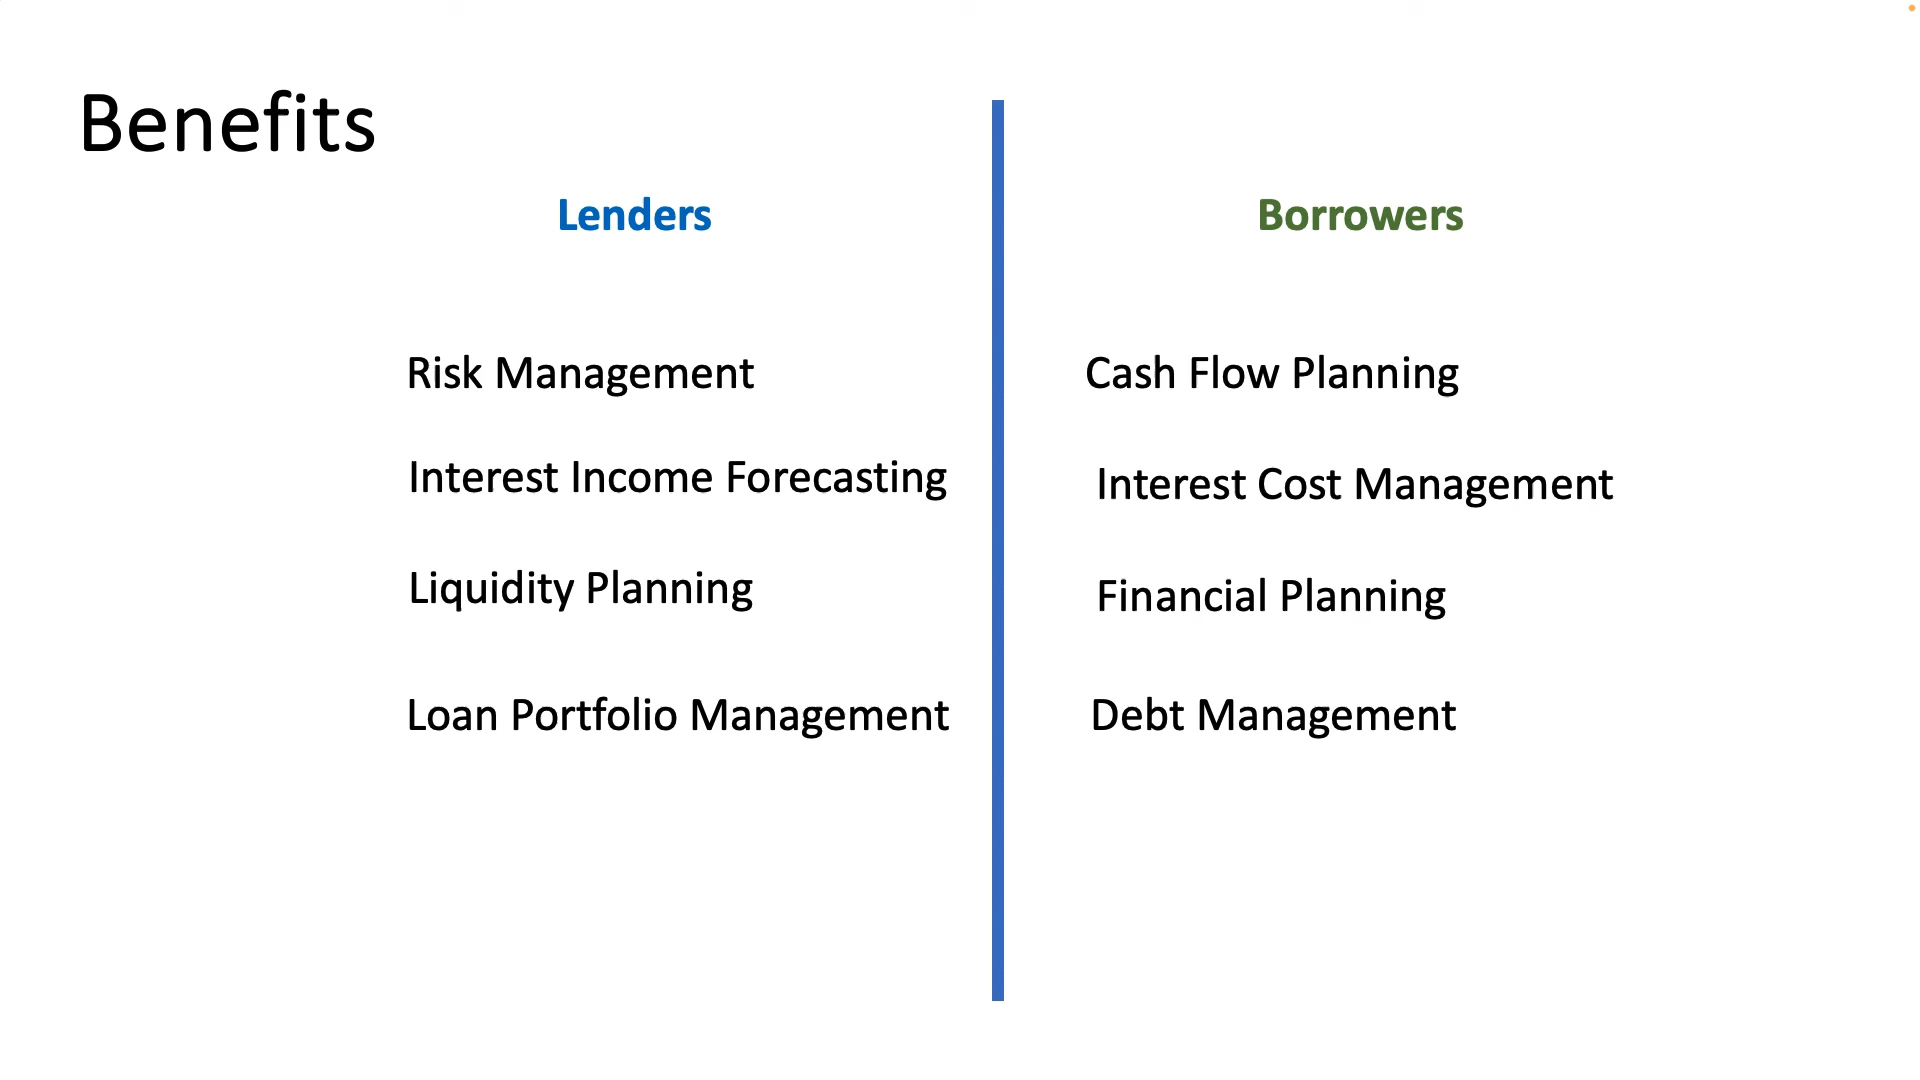 Benefits
Lenders
Risk Management
Interest Income Forecasting
Liquidity Planning
Loan Portfolio Management
Borrowers
Cash Flow Planning
Interest Cost Management
Financial Planning
Debt Management